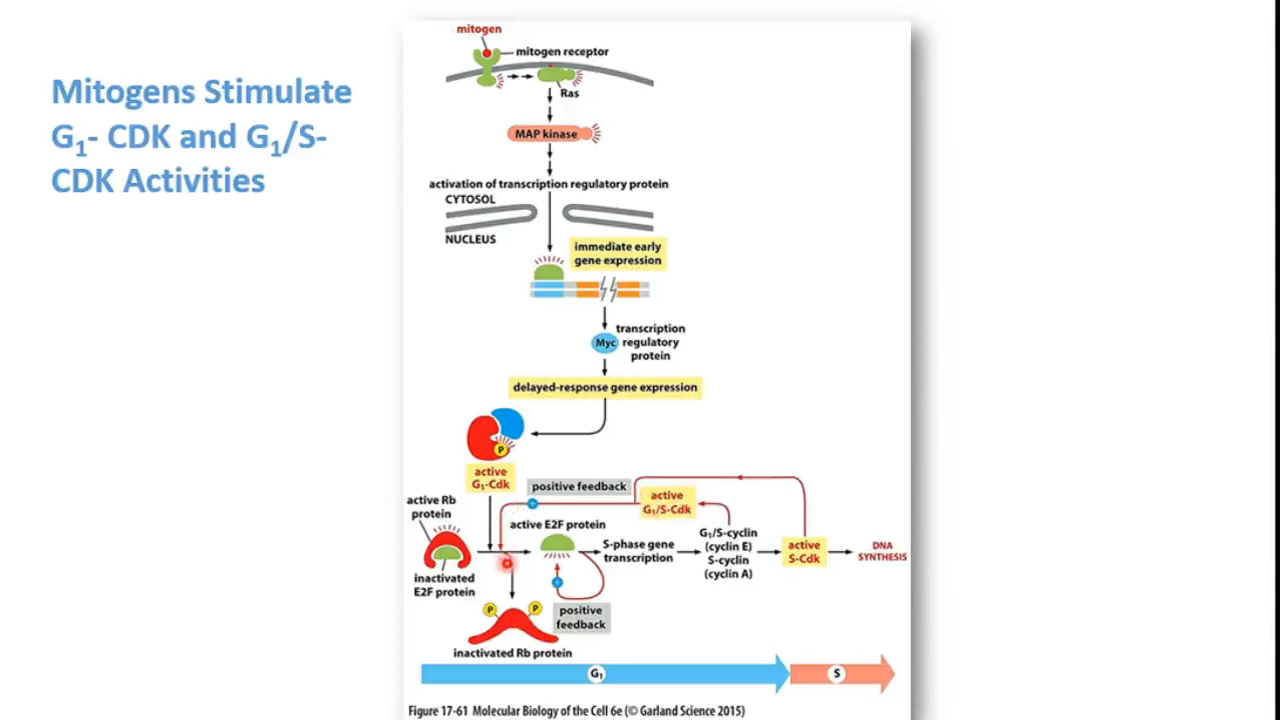 Mitogens Stimulate
G₁- CDK and G₁/S-
CDK Activities
mitogen
mitogen receptor
Ras
MAP kinase
activation of transcription regulatory protein
CYTOSOL
NUCLEUS
immediate early
gene expression
Myc
transcription
regulatory
protein
delayed-response gene expression
P
active
G₁-Cdk
positive feedback
+
active
G₁/S-Cdk
active Rb
protein
active E2F protein
inactivated
E2F protein
S-phase gene
transcription
G₁/S-cyclin
(cyclin E)
S-cyclin
(cyclin A)
active
S-Cdk
DNA
SYNTHESIS
+
positive
feedback
P
P
inactivated Rb protein
G₁
S
Figure 17-61 Molecular Biology of the Cell 6e (© Garland Science 2015)